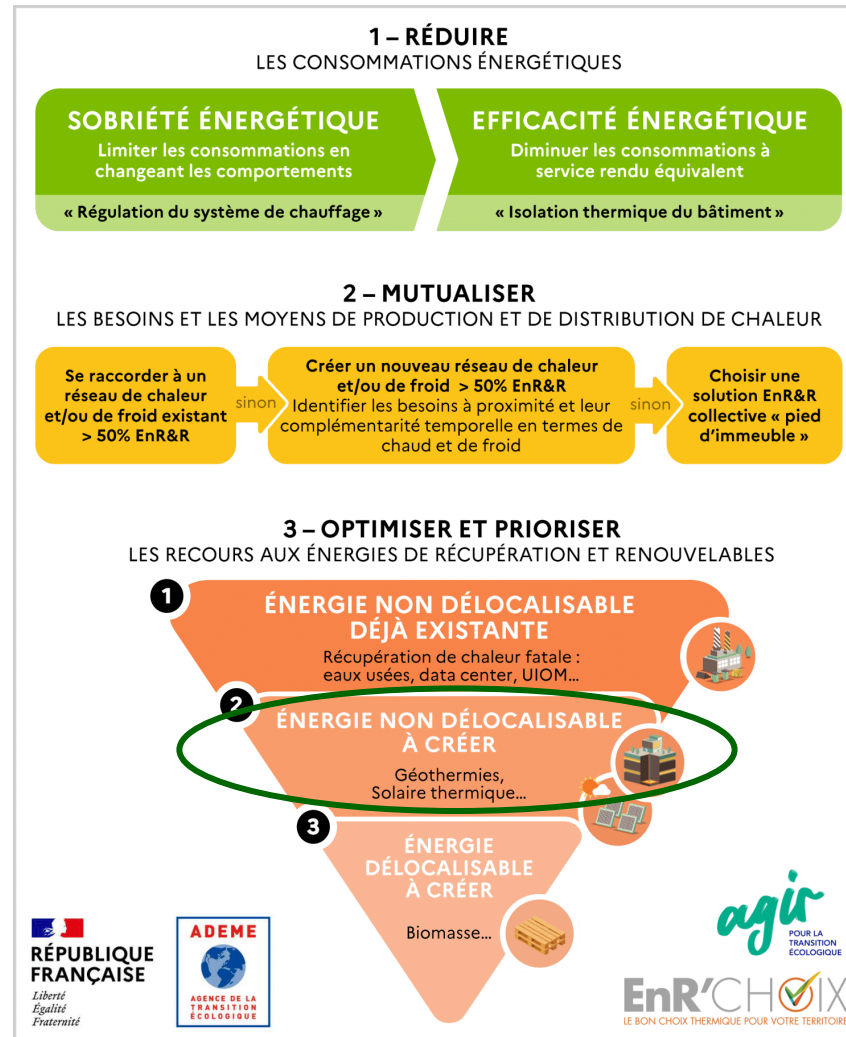 1 – RÉDUIRE
LES CONSOMMATIONS ÉNERGÉTIQUES
SOBRIÉTÉ ÉNERGÉTIQUE
Limiter les consommations en
changeant les comportements
« Régulation du système de chauffage »
EFFICACITÉ ÉNERGÉTIQUE
Diminuer les consommations à
service rendu équivalent
« Isolation thermique du bâtiment »
2 – MUTUALISER
LES BESOINS ET LES MOYENS DE PRODUCTION ET DE DISTRIBUTION DE CHALEUR
Se raccorder à un
réseau de chaleur
et/ou de froid existant
> 50% EnR&R
sinon
Créer un nouveau réseau de chaleur
et/ou de froid > 50% EnR&R
Identifier les besoins à proximité et leur
complémentarité temporelle en termes de
chaud et de froid
sinon
Choisir une
solution EnR&R
collective « pied
d’immeuble »
3 – OPTIMISER ET PRIORISER
LES RECOURS AUX ÉNERGIES DE RÉCUPÉRATION ET RENOUVELABLES
1
ÉNERGIE NON DÉLOCALISABLE
DÉJÀ EXISTANTE
Récupération de chaleur fatale :
eaux usées, data center, UIOM...
2
ÉNERGIE NON DÉLOCALISABLE
À CRÉER
Géothermies,
Solaire thermique...
3
ÉNERGIE
DÉLOCALISABLE
À CRÉER
Biomasse...
RÉPUBLIQUE
FRANÇAISE
Liberté
Égalité
Fraternité
ADEME
AGENCE DE LA
TRANSITION
ÉCOLOGIQUE
agir
POUR LA
TRANSITION
ÉCOLOGIQUE
EnR’CHOIX
LE BON CHOIX THERMIQUE POUR VOTRE TERRITOIRE